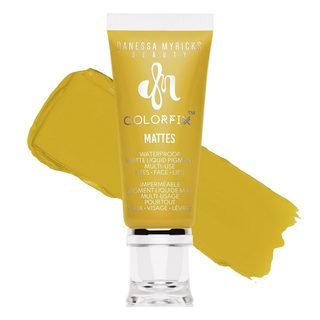 DANESSA MYRICKS
BEAUTY
COLORFIX™
MATTES
WATERPROOF
MATTE LIQUID PIGMENT
MULTI-USE
EYES • FACE • LIPS
IMPERMÉABLE
PIGMENT LIQUIDE MAT
MULTI-USAGE
POUR TOUT
YEUX • VISAGE • LÈVRES